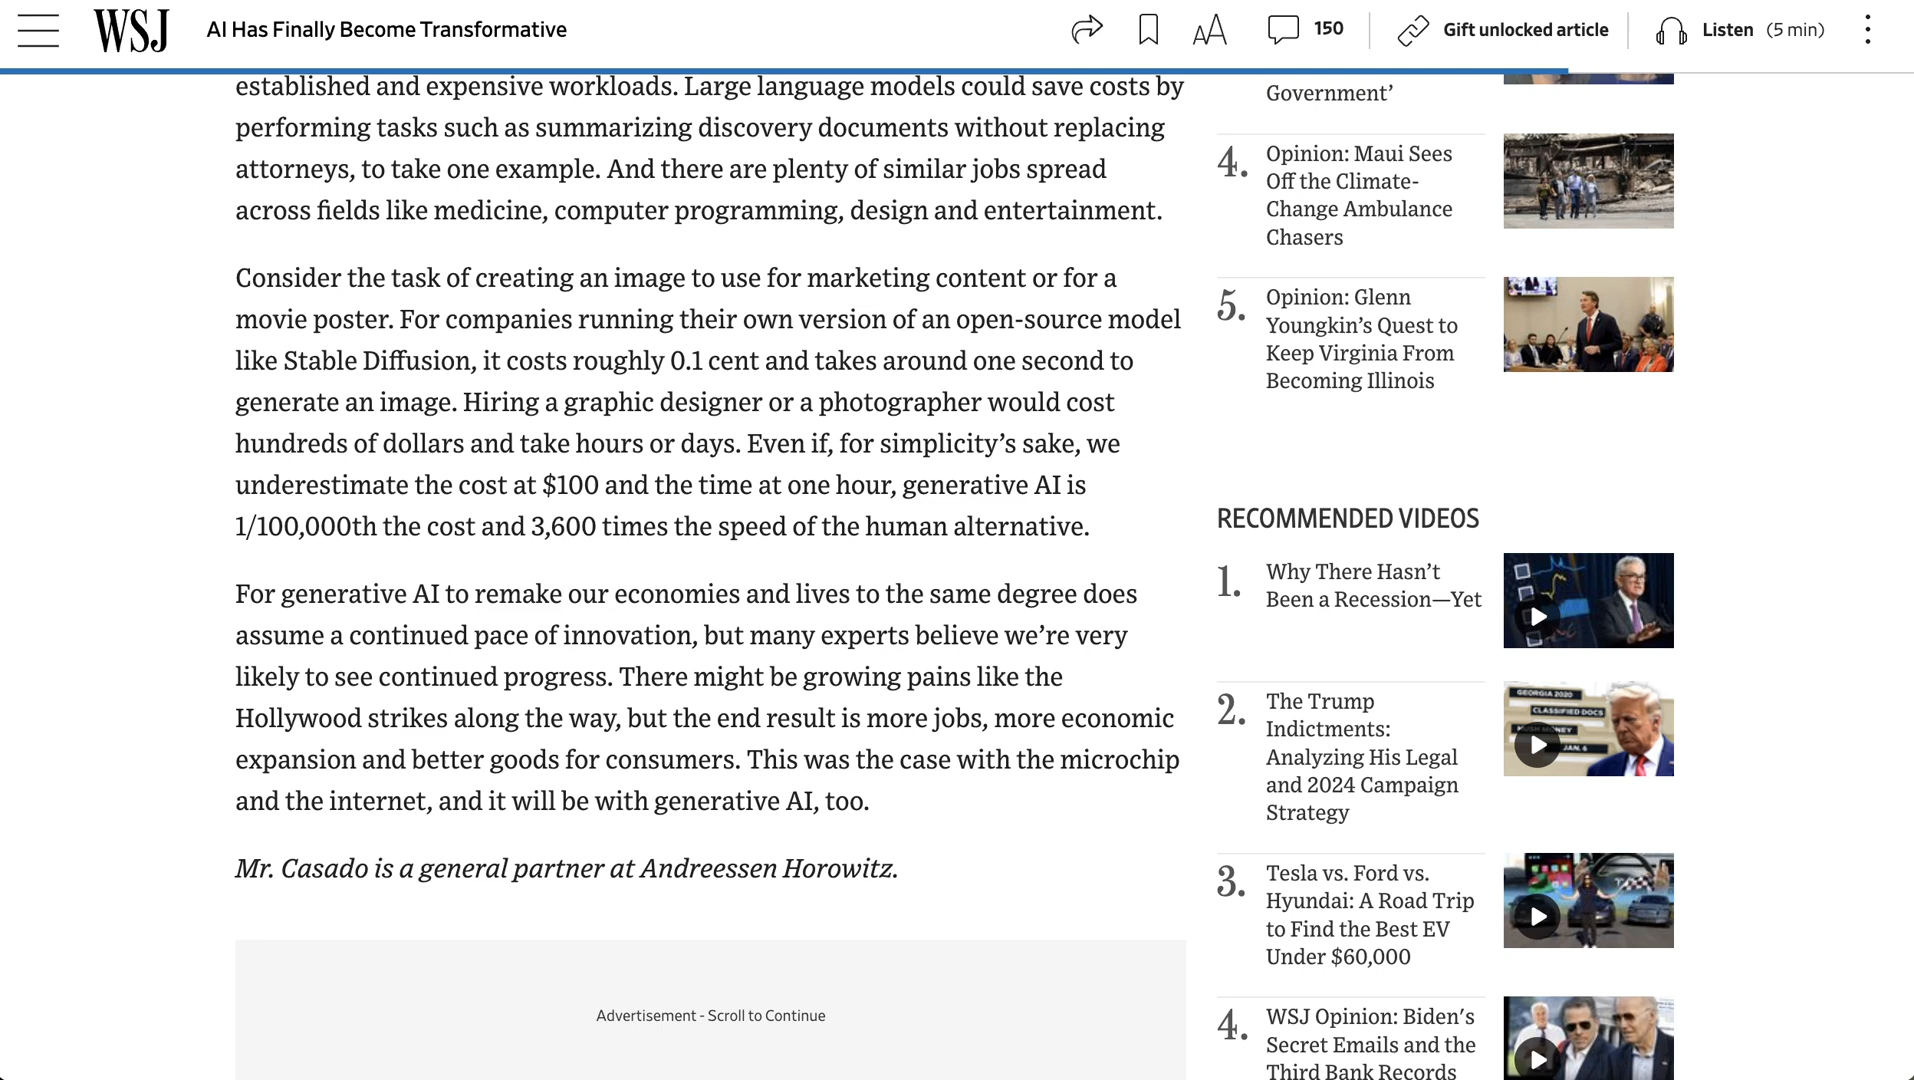 WSJ
AI Has Finally Become Transformative
150
Gift unlocked article
Listen (5 min)
established and expensive workloads. Large language models could save costs by
performing tasks such as summarizing discovery documents without replacing
attorneys, to take one example. And there are plenty of similar jobs spread
across fields like medicine, computer programming, design and entertainment.
Consider the task of creating an image to use for marketing content or for a
movie poster. For companies running their own version of an open-source model
like Stable Diffusion, it costs roughly 0.1 cent and takes around one second to
generate an image. Hiring a graphic designer or a photographer would cost
hundreds of dollars and take hours or days. Even if, for simplicity’s sake, we
underestimate the cost at $100 and the time at one hour, generative AI is
1/100,000th the cost and 3,600 times the speed of the human alternative.
For generative AI to remake our economies and lives to the same degree does
assume a continued pace of innovation, but many experts believe we’re very
likely to see continued progress. There might be growing pains like the
Hollywood strikes along the way, but the end result is more jobs, more economic
expansion and better goods for consumers. This was the case with the microchip
and the internet, and it will be with generative AI, too.
Mr. Casado is a general partner at Andreessen Horowitz.
Advertisement - Scroll to Continue
Government’
4.
Opinion: Maui Sees
Off the Climate-
Change Ambulance
Chasers
5.
Opinion: Glenn
Youngkin’s Quest to
Keep Virginia From
Becoming Illinois
RECOMMENDED VIDEOS
1.
Why There Hasn’t
Been a Recession—Yet
2.
The Trump
Indictments:
Analyzing His Legal
and 2024 Campaign
Strategy
GEORGIA 2020
CLASSIFIED DOCS
JAN. 6
3.
Tesla vs. Ford vs.
Hyundai: A Road Trip
to Find the Best EV
Under $60,000
4.
WSJ Opinion: Biden's
Secret Emails and the
Third Bank Records